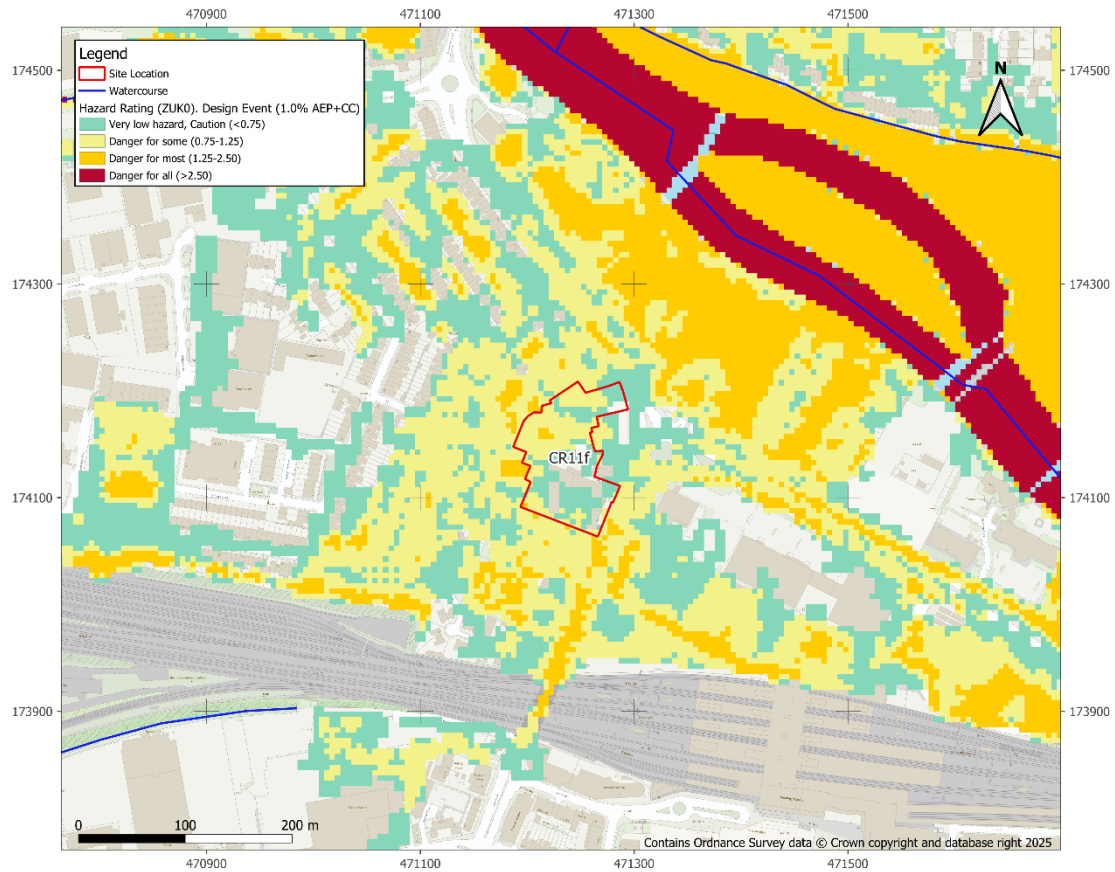 470900 471100 471300 471500
Legend
Site Location
Watercourse
Hazard Rating (ZUK0). Design Event (1.0% AEP+CC)
Very low hazard, Caution (<0.75)
Danger for some (0.75-1.25)
Danger for most (1.25-2.50)
Danger for all (>2.50)
N
174500 174500
174300 174300
CR11f
174100 174100
173900 173900
0 100 200 m
Contains Ordnance Survey data © Crown copyright and database right 2025
470900 471100 471300 471500